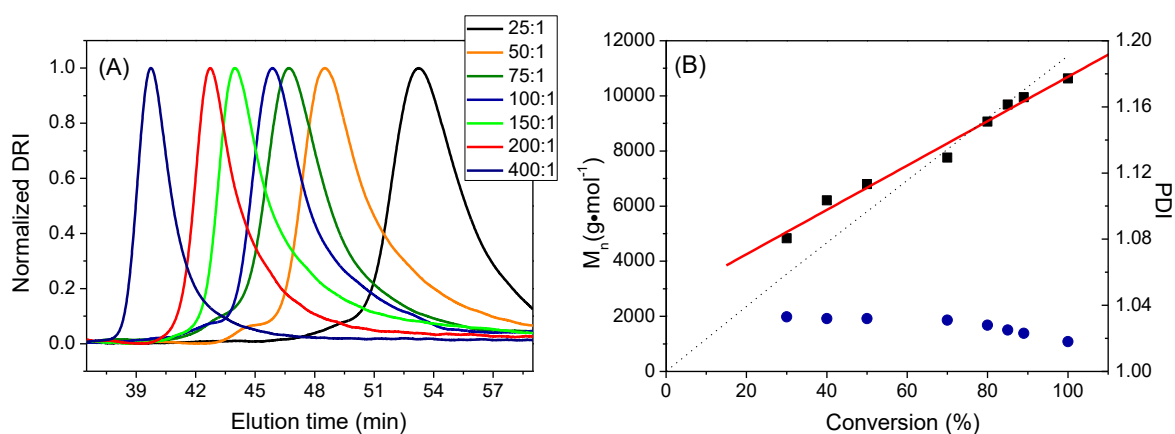 (A)
25:1
50:1
75:1
100:1
150:1
200:1
400:1
Normalized DRI
1.0
0.8
0.6
0.4
0.2
0.0
39 42 45 48 51 54 57
Elution time (min)
(B)
12000
10000
8000
6000
4000
2000
0
Mₙ(g•mol⁻¹)
0 20 40 60 80 100
Conversion (%)
1.20
1.16
1.12
1.08
1.04
1.00
PDI